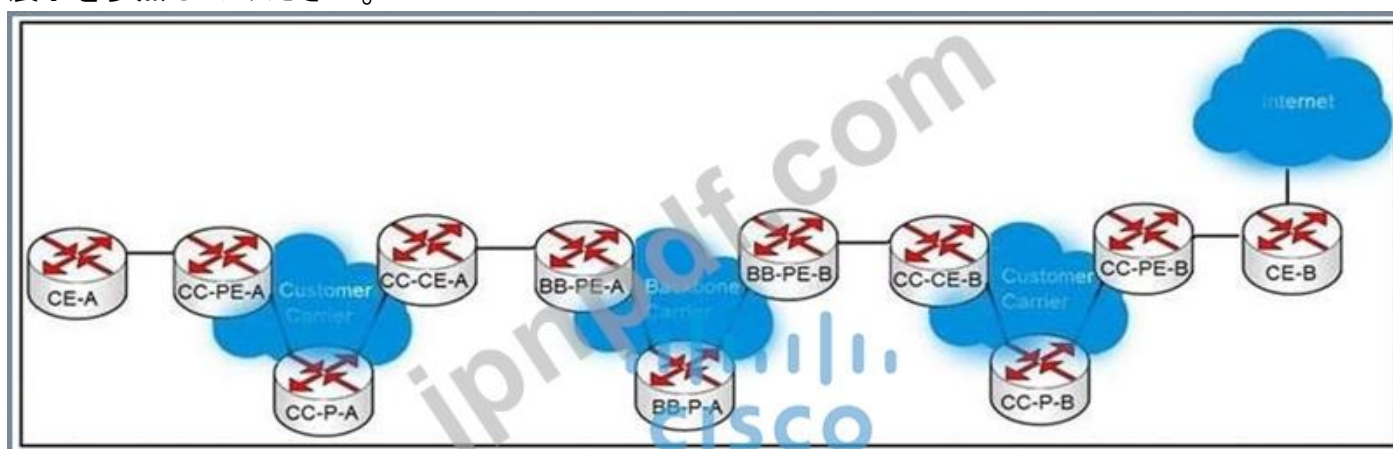 Internet
CE-A
CC-PE-A
Customer
Carrier
CC-CE-A
BB-PE-A
Backbone
Carrier
BB-PE-B
CC-CE-B
Customer
Carrier
CC-PE-B
CE-B
CC-P-A
BB-P-A
CC-P-B
cisco
ipnpdf.com